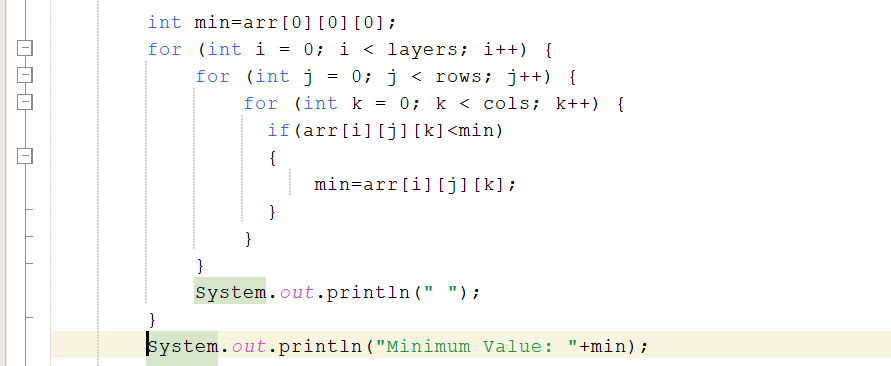 int min=arr[0][0][0];
for (int i = 0; i < layers; i++) {
for (int j = 0; j < rows; j++) {
for (int k = 0; k < cols; k++) {
if(arr[i][j][k]<min)
{
min=arr[i][j][k];
}
}
}
System.out.println(" ");
}
System.out.println("Minimum Value: "+min);